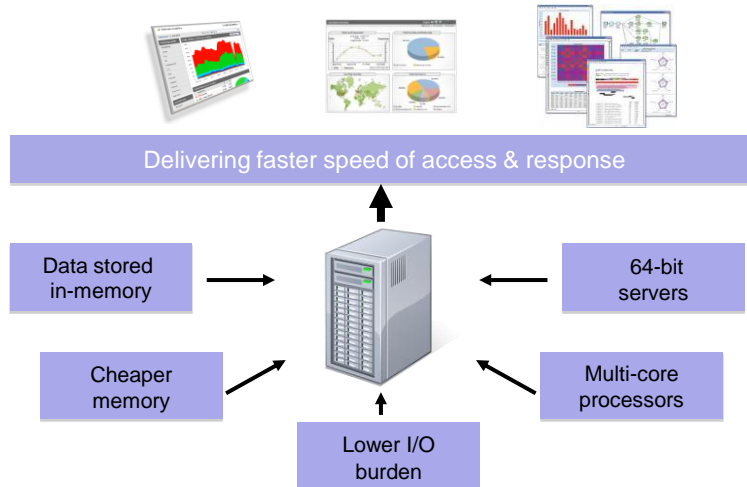 Delivering faster speed of access & response
Data stored
in-memory
64-bit
servers
Cheaper
memory
Multi-core
processors
Lower I/O
burden